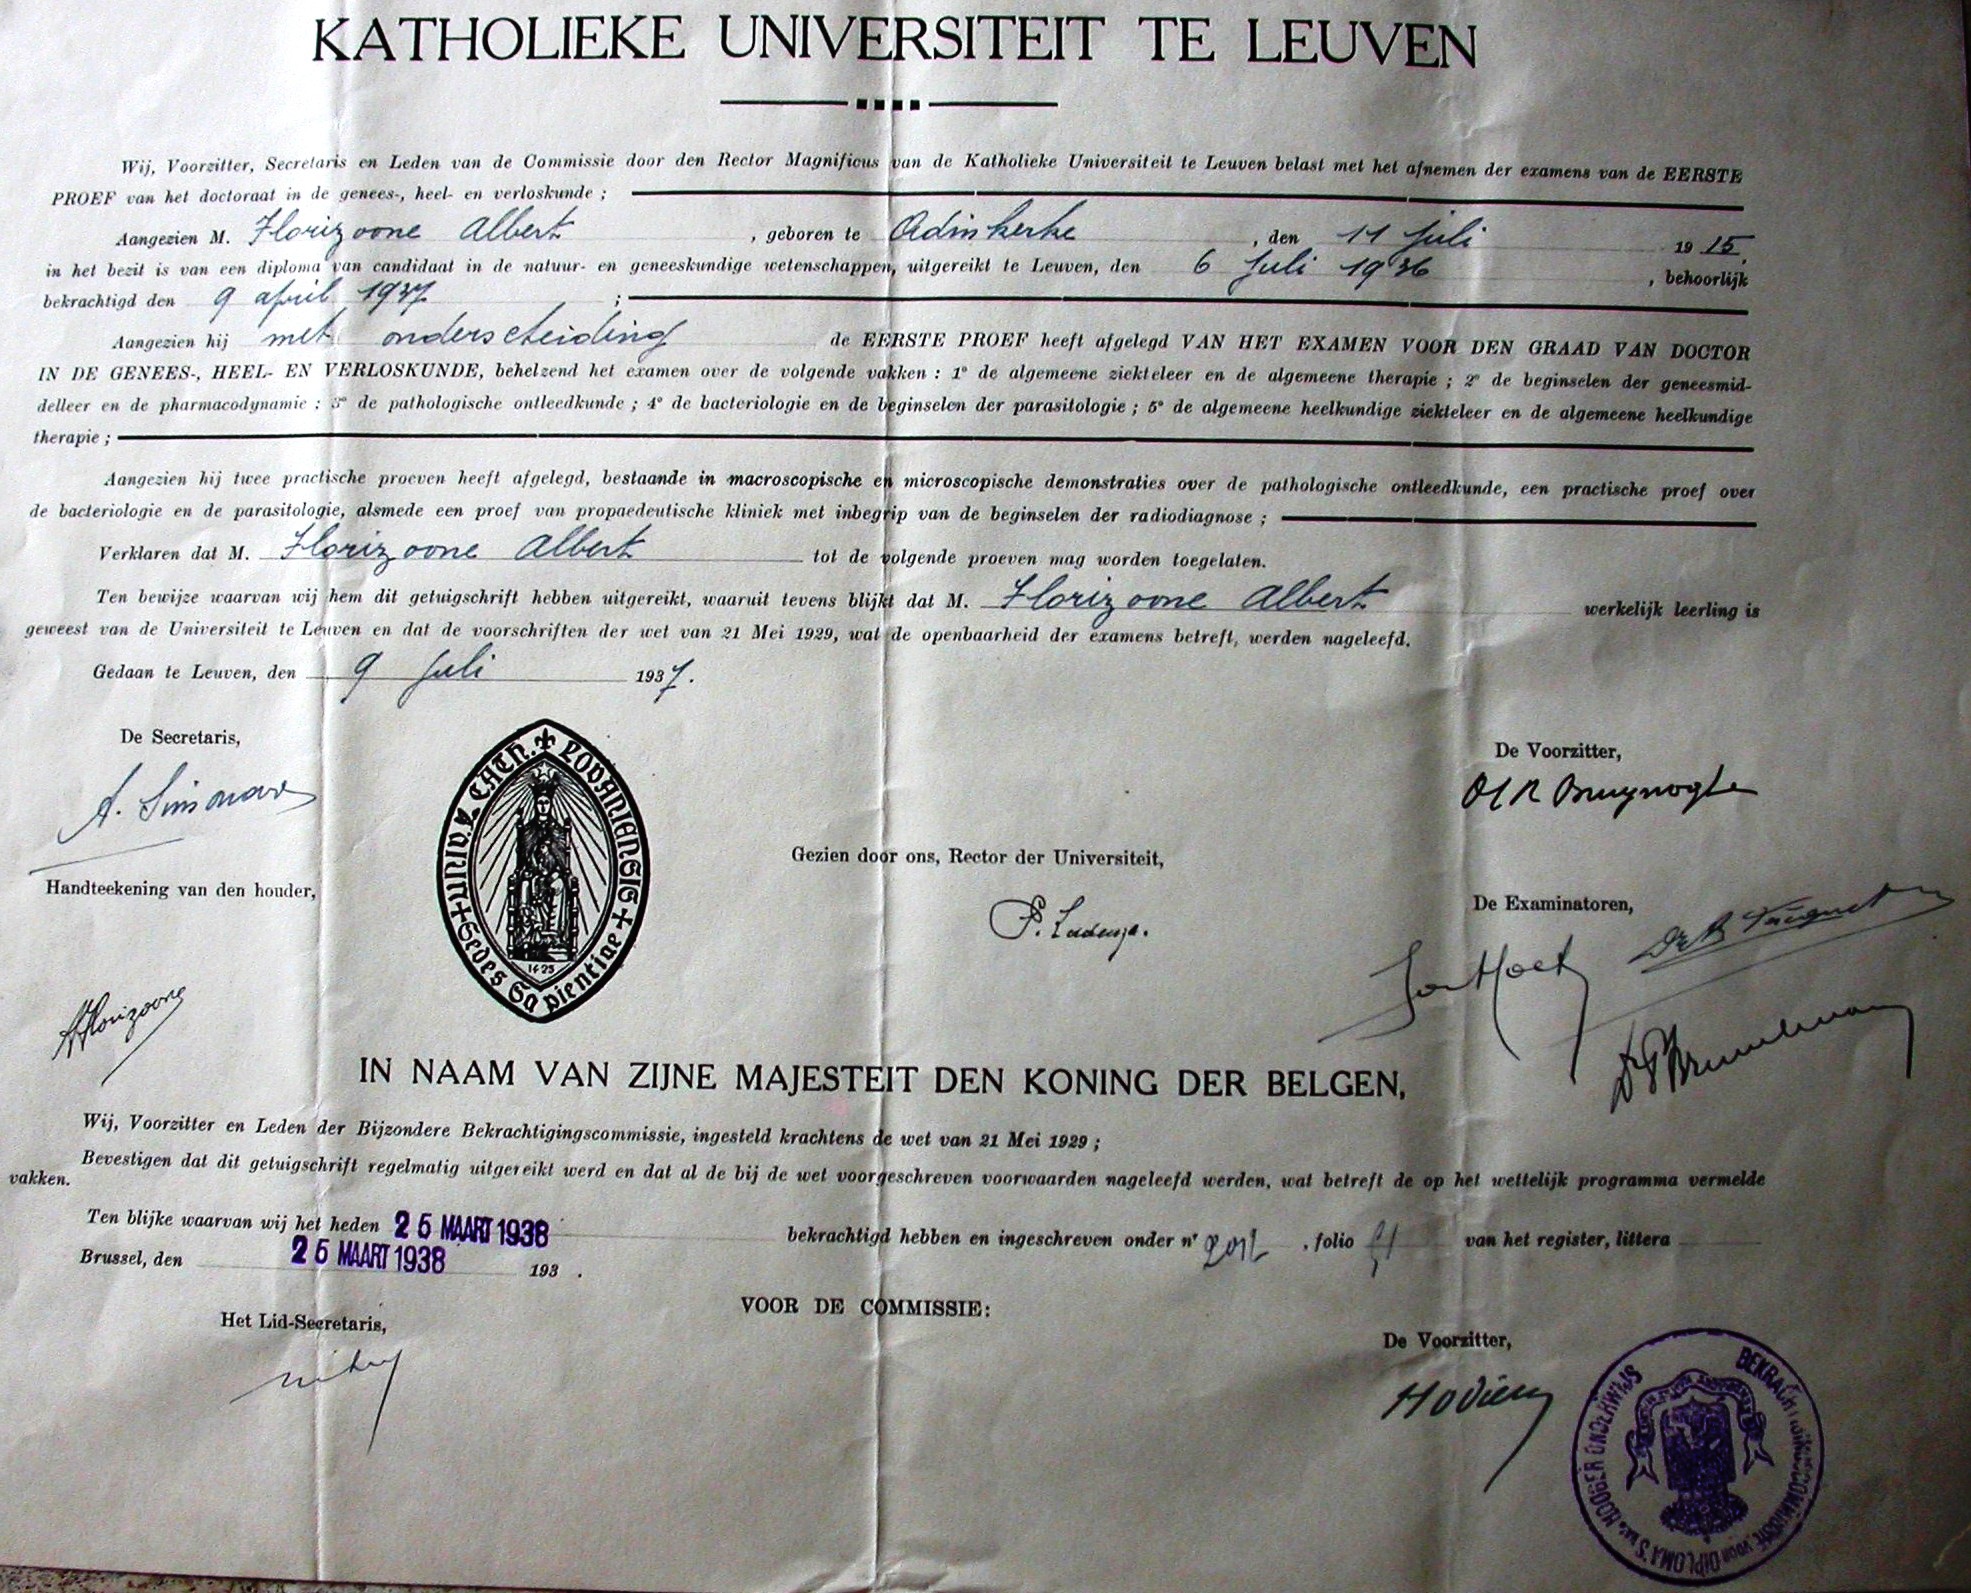 KATHOLIEKE UNIVERSITEIT TE LEUVEN
Wij, Voorzitter, Secretaris en Leden van de Commissie door den Rector Magnificus van de Katholieke Universiteit te Leuven belast met het afnemen der examens van de EERSTE
PROEF van het doctoraat in de genees-, heel- en verloskunde ;
Aangezien M. Florizoone Albert , geboren te Adinkerke , den 11 juli 1915,
in het bezit is van een diploma van candidaat in de natuur- en geneeskundige wetenschappen, uitgereikt te Leuven, den 6 Juli 1936 , behoorlijk
bekrachtigd den 9 april 1937 ;
Aangezien hij met onderscheiding de EERSTE PROEF heeft afgelegd VAN HET EXAMEN VOOR DEN GRAAD VAN DOCTOR
IN DE GENEES-, HEEL- EN VERLOSKUNDE, behelzend het examen over de volgende vakken : 1° de algemeene ziekteleer en de algemeene therapie ; 2° de beginselen der geneesmid-
delleer en de pharmacodynamie : 3° de pathologische ontleedkunde ; 4° de bacteriologie en de beginselen der parasitologie ; 5° de algemeene heelkundige ziekteleer en de algemeene heelkundige
therapie ;
Aangezien hij twee practische proeven heeft afgelegd, bestaande in macroscopische en microscopische demonstraties over de pathologische ontleedkunde, een practische proef over
de bacteriologie en de parasitologie, alsmede een proef van propaedeutische kliniek met inbegrip van de beginselen der radiodiagnose ;
Verklaren dat M. Florizoone Albert tot de volgende proeven mag worden toegelaten.
Ten bewijze waarvan wij hem dit getuigschrift hebben uitgereikt, waaruit tevens blijkt dat M. Florizoone Albert werkelijk leerling is
geweest van de Universiteit te Leuven en dat de voorschriften der wet van 21 Mei 1929, wat de openbaarheid der examens betreft, werden nageleefd.
Gedaan te Leuven, den 9 Juli 1937.
De Secretaris,
De Voorzitter,
A. Simonart
R Bruynoghe
UNIV'A. CATH. LOVANIENSIS
Sedes Sapientiae
1425
Gezien door ons, Rector der Universiteit,
P. Ladeuze.
Handteekening van den houder,
De Examinatoren,
AFlorizoone
IN NAAM VAN ZIJNE MAJESTEIT DEN KONING DER BELGEN,
Wij, Voorzitter en Leden der Bijzondere Bekrachtigingscommissie, ingesteld krachtens de wet van 21 Mei 1929 ;
Bevestigen dat dit getuigschrift regelmatig uitgereikt werd en dat al de bij de wet voorgeschreven voorwaarden nageleefd werden, wat betreft de op het wettelijk programma vermelde
vakken.
Ten blijke waarvan wij het heden 25 MAART 1938 bekrachtigd hebben en ingeschreven onder nr , folio van het register, littera
Brussel, den 25 MAART 1938 193 .
VOOR DE COMMISSIE:
Het Lid-Secretaris,
De Voorzitter,
BEKRACHTIGINGSCOMMISSIE VOOR DIPLOMA'S HOOGER ONDERWIJS